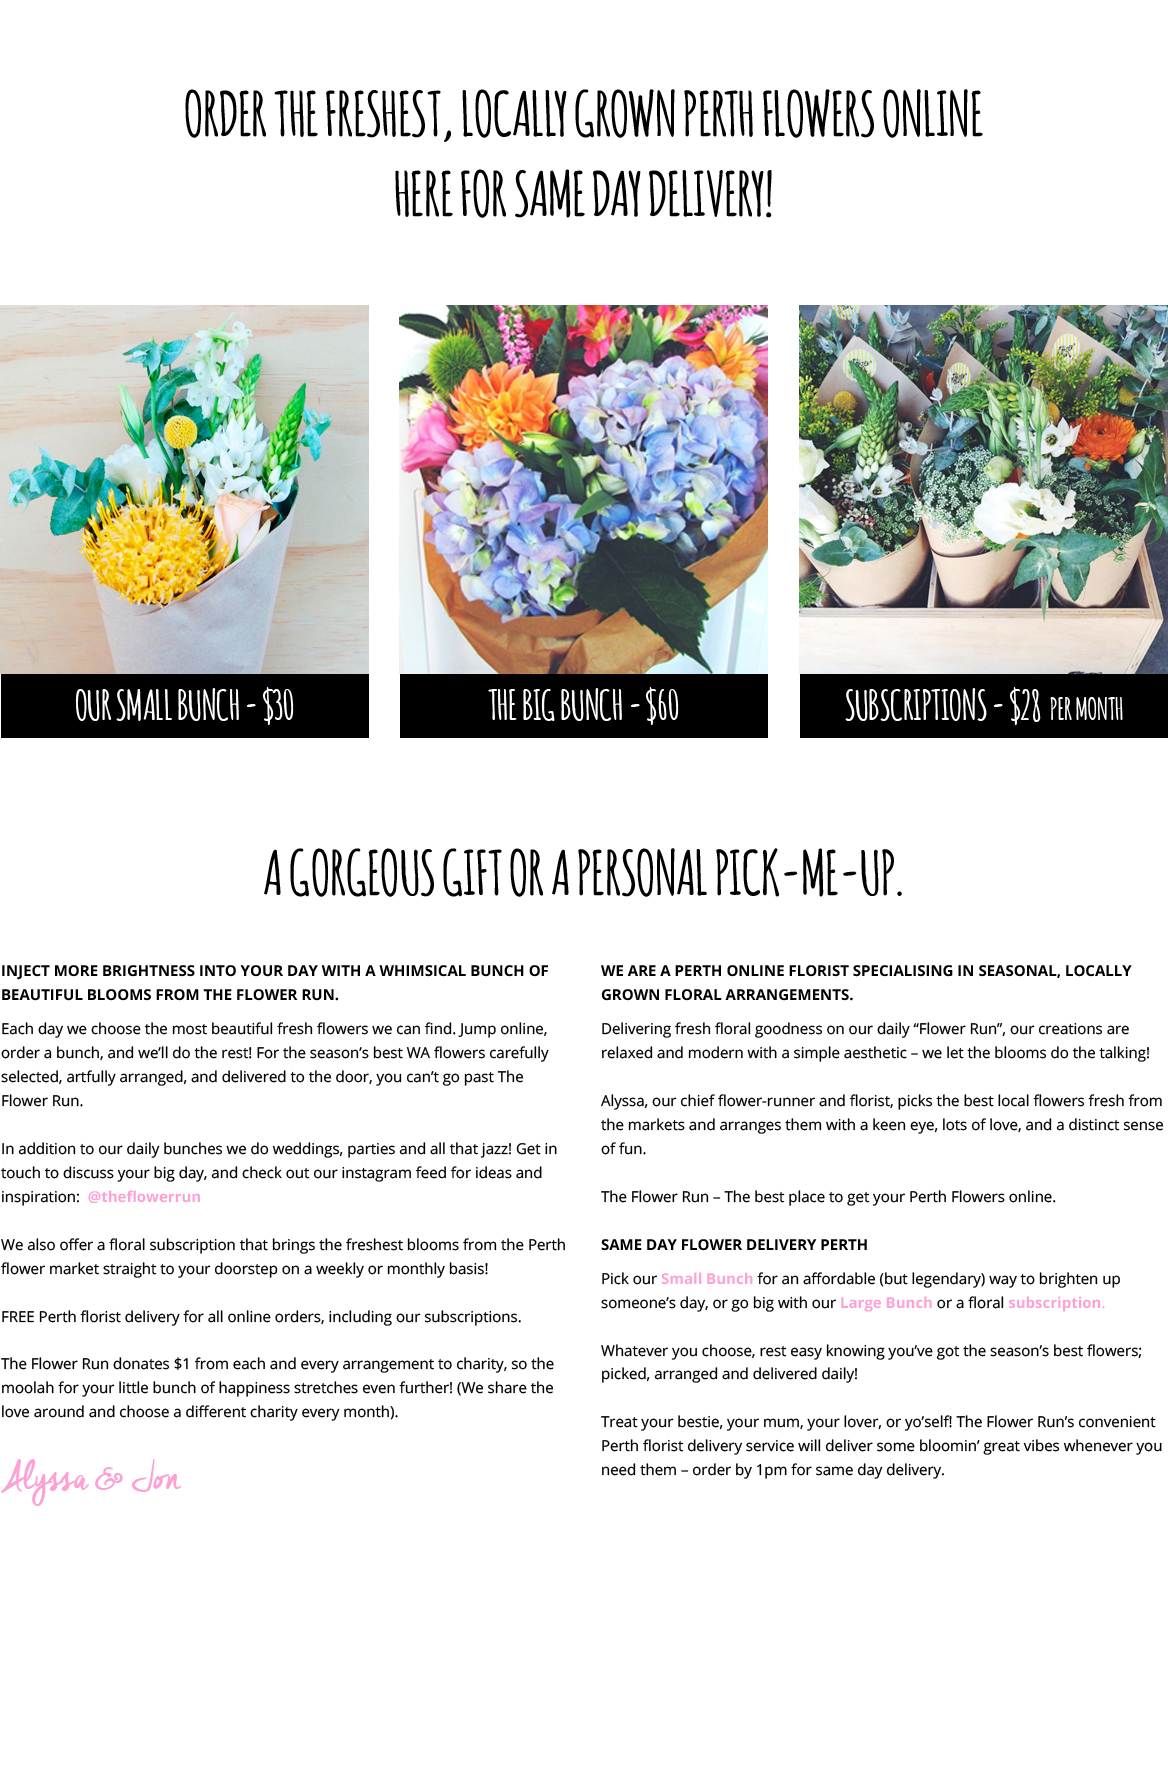 ORDER THE FRESHEST, LOCALLY GROWN PERTH FLOWERS ONLINE
HERE FOR SAME DAY DELIVERY!
OUR SMALL BUNCH - $30
THE BIG BUNCH - $60
SUBSCRIPTIONS - $28 PER MONTH
A GORGEOUS GIFT OR A PERSONAL PICK-ME-UP.
INJECT MORE BRIGHTNESS INTO YOUR DAY WITH A WHIMSICAL BUNCH OF
BEAUTIFUL BLOOMS FROM THE FLOWER RUN.
Each day we choose the most beautiful fresh flowers we can find. Jump online,
order a bunch, and we’ll do the rest! For the season’s best WA flowers carefully
selected, artfully arranged, and delivered to the door, you can’t go past The
Flower Run.
In addition to our daily bunches we do weddings, parties and all that jazz! Get in
touch to discuss your big day, and check out our instagram feed for ideas and
inspiration: @theflowerrun
We also offer a floral subscription that brings the freshest blooms from the Perth
flower market straight to your doorstep on a weekly or monthly basis!
FREE Perth florist delivery for all online orders, including our subscriptions.
The Flower Run donates $1 from each and every arrangement to charity, so the
moolah for your little bunch of happiness stretches even further! (We share the
love around and choose a different charity every month).
Alyssa & Jon
WE ARE A PERTH ONLINE FLORIST SPECIALISING IN SEASONAL, LOCALLY
GROWN FLORAL ARRANGEMENTS.
Delivering fresh floral goodness on our daily “Flower Run”, our creations are
relaxed and modern with a simple aesthetic – we let the blooms do the talking!
Alyssa, our chief flower-runner and florist, picks the best local flowers fresh from
the markets and arranges them with a keen eye, lots of love, and a distinct sense
of fun.
The Flower Run – The best place to get your Perth Flowers online.
SAME DAY FLOWER DELIVERY PERTH
Pick our Small Bunch for an affordable (but legendary) way to brighten up
someone’s day, or go big with our Large Bunch or a floral subscription.
Whatever you choose, rest easy knowing you’ve got the season’s best flowers;
picked, arranged and delivered daily!
Treat your bestie, your mum, your lover, or yo’self! The Flower Run’s convenient
Perth florist delivery service will deliver some bloomin’ great vibes whenever you
need them – order by 1pm for same day delivery.